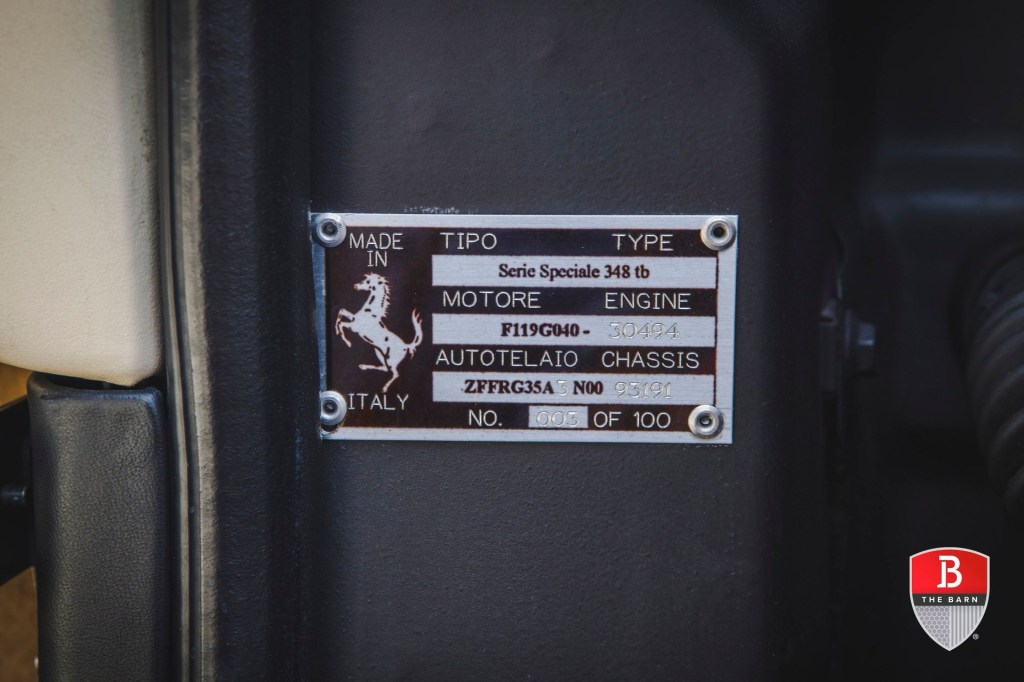 MADE IN
TIPO TYPE
Serie Speciale 348 tb
MOTORE ENGINE
F119G040 - 30494
AUTOTELAIO CHASSIS
ZFFRG35A3N00 93191
ITALY
NO. 003 OF 100
B
THE BARN
®